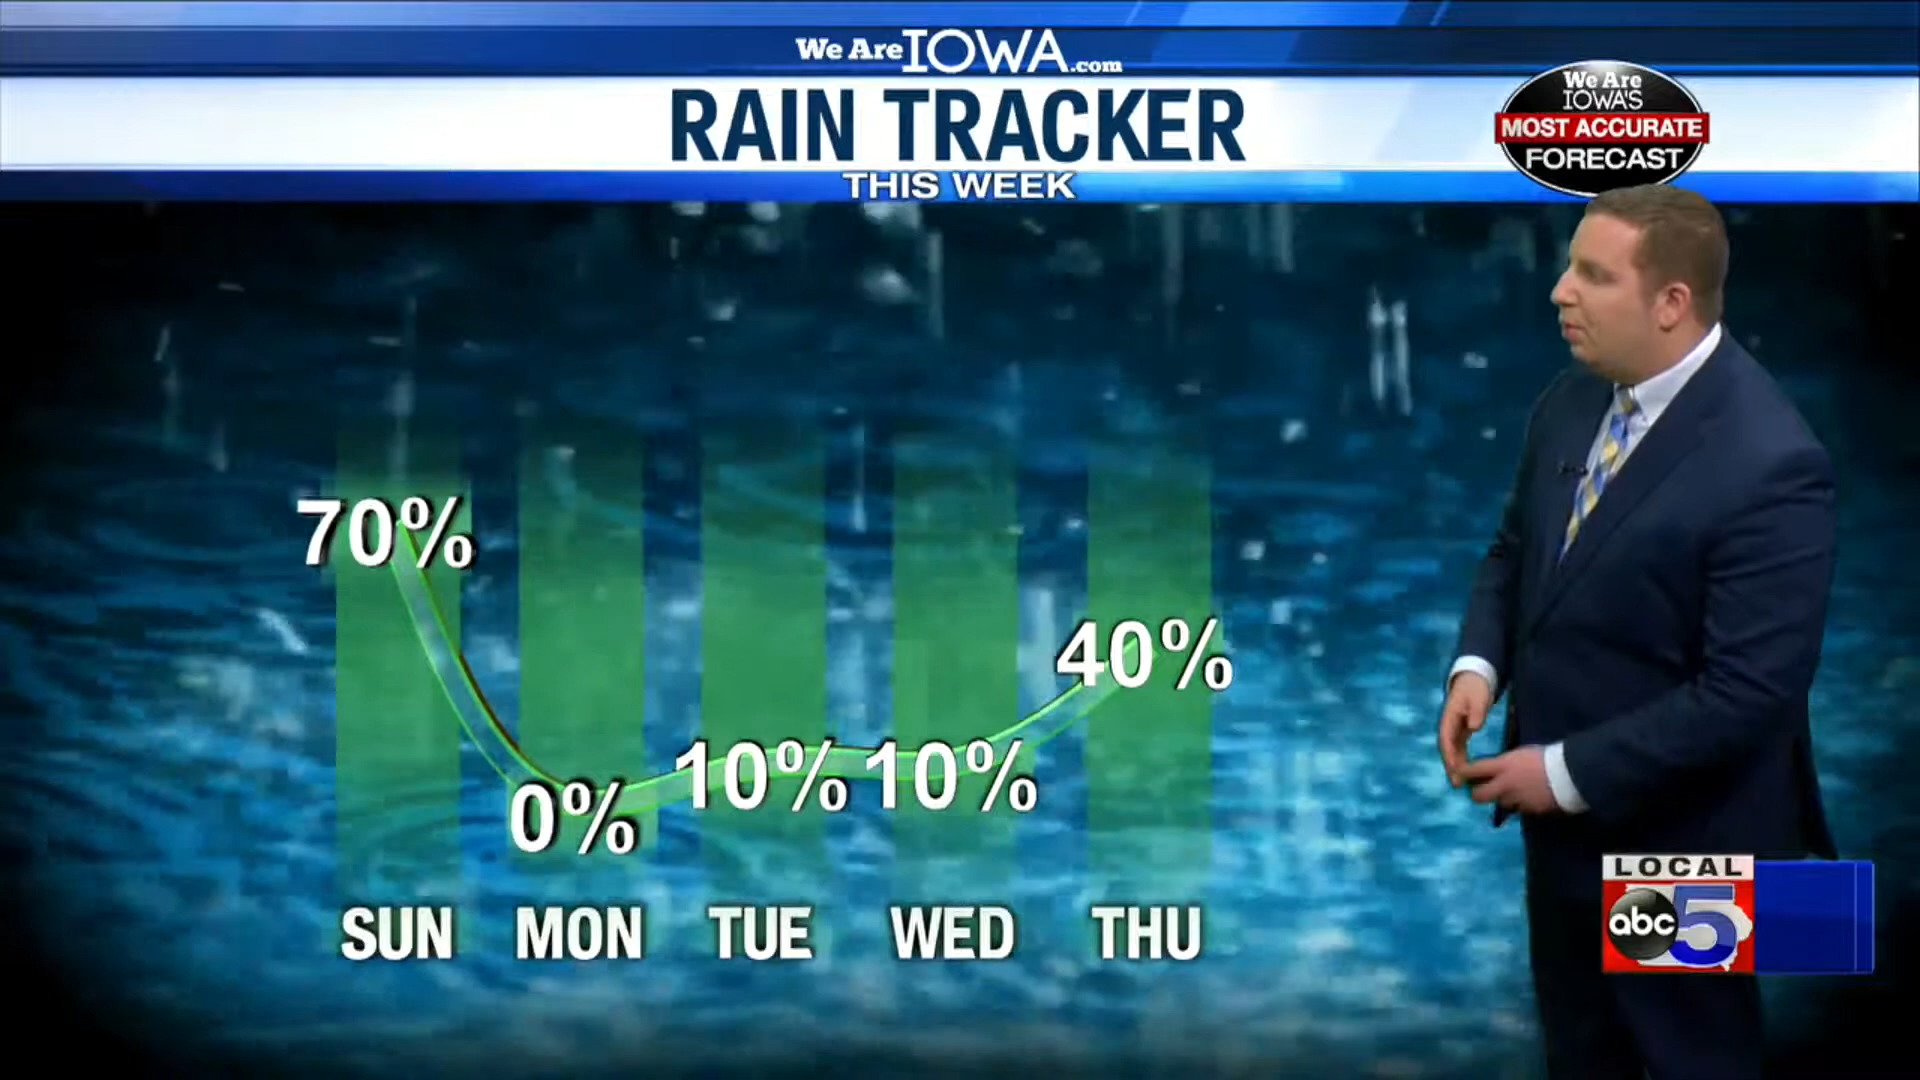 We Are IOWA.com
RAIN TRACKER
THIS WEEK
We Are
IOWA'S
MOST ACCURATE
FORECAST
70%
0%
10%
10%
40%
SUN
MON
TUE
WED
THU
LOCAL
abc 5